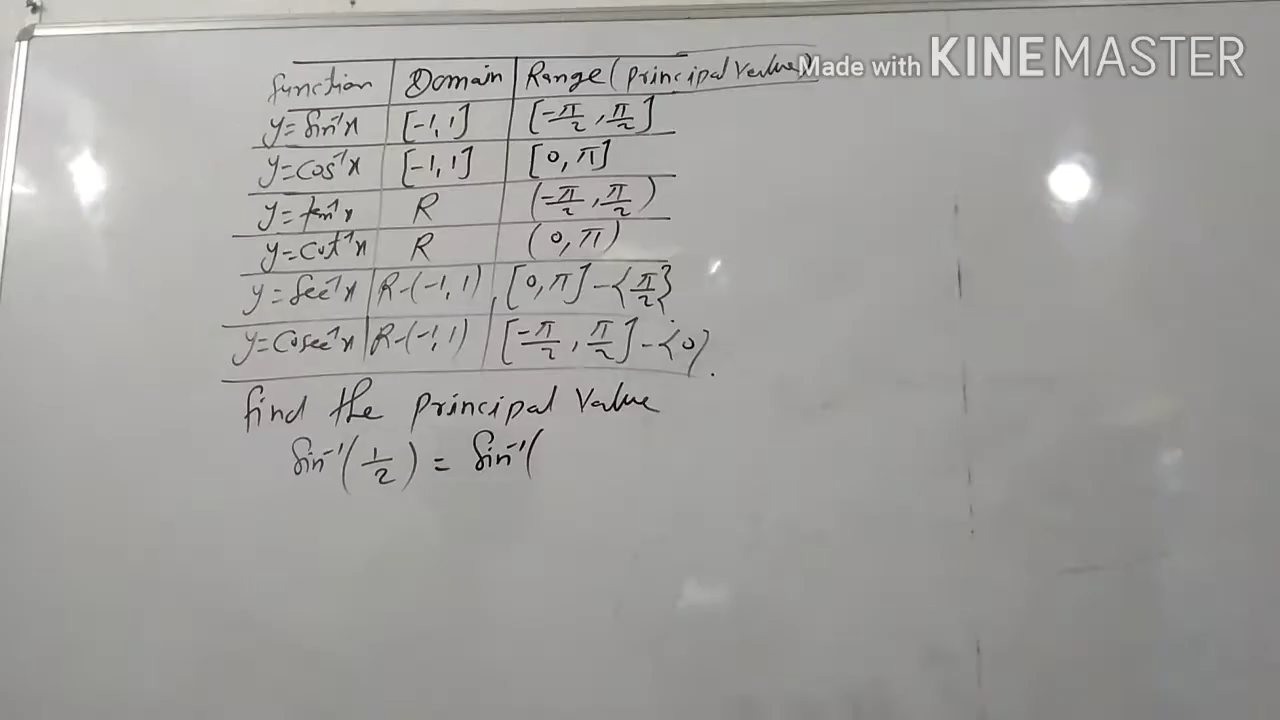 Made with KINEMASTER
function Domain Range (principal value)
y=Sin⁻¹x [-1,1] [-π/2, π/2]
y=Cos⁻¹x [-1,1] [0, π]
y=tan⁻¹x R (-π/2, π/2)
y=Cot⁻¹x R (0, π)
y=Sec⁻¹x R-(-1,1) [0,π]-{π/2}
y=Cosec⁻¹x R-(-1,1) [-π/2, π/2]-{0}.
find the principal Value
Sin⁻¹(1/2) = Sin⁻¹(